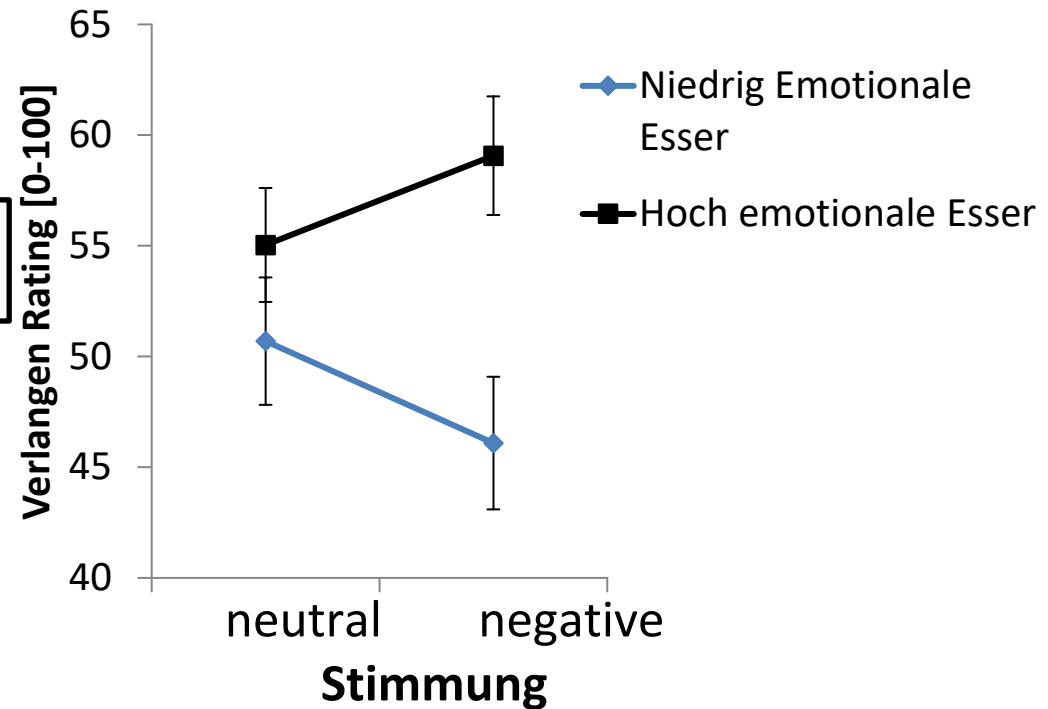 65
60
55
50
45
40
Verlangen Rating [0-100]
neutral negative
Stimmung
Niedrig Emotionale
Esser
Hoch emotionale Esser